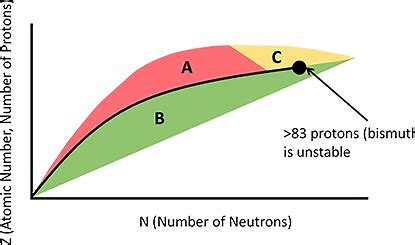 Z (Atomic Number, Number of Protons)
A
C
B
>83 protons (bismuth
is unstable
N (Number of Neutrons)